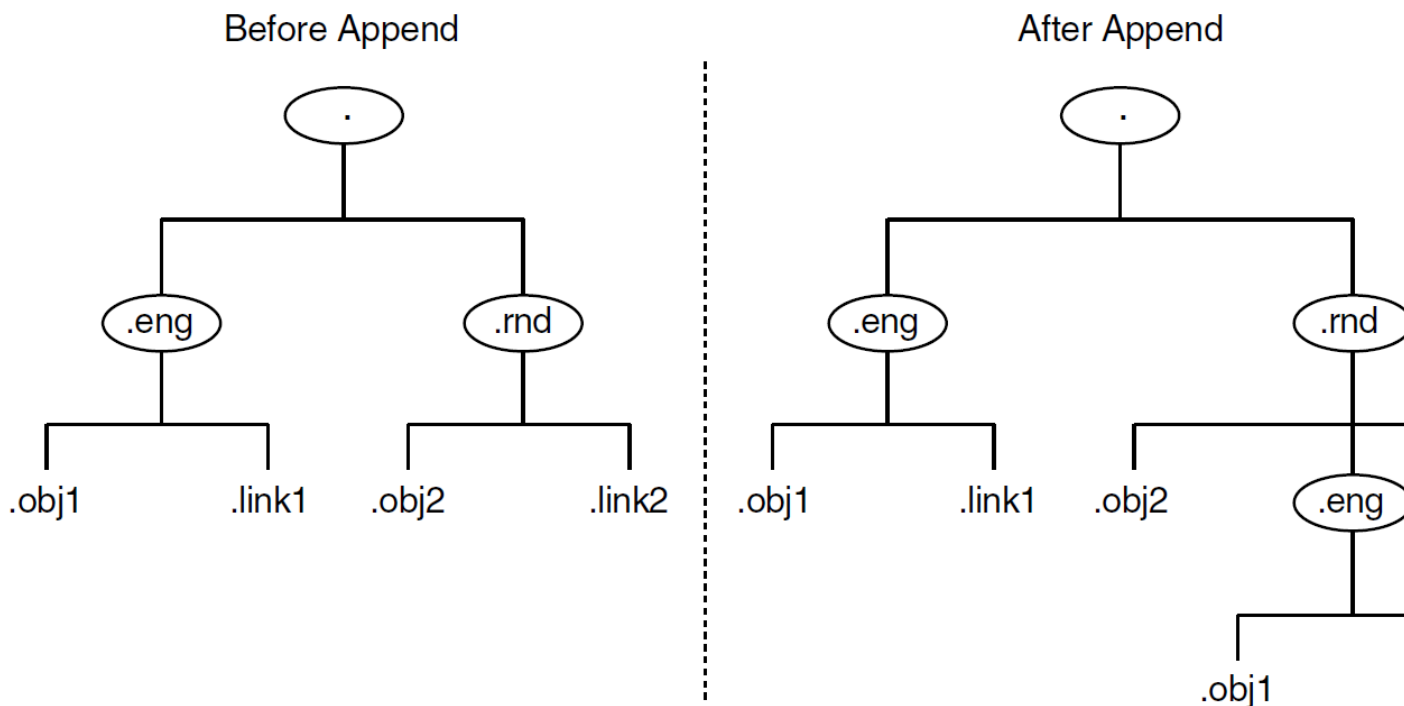 Before Append
After Append
.
.
.eng
.rnd
.eng
.rnd
.obj1
.link1
.obj2
.link2
.obj1
.link1
.obj2
.eng
.obj1